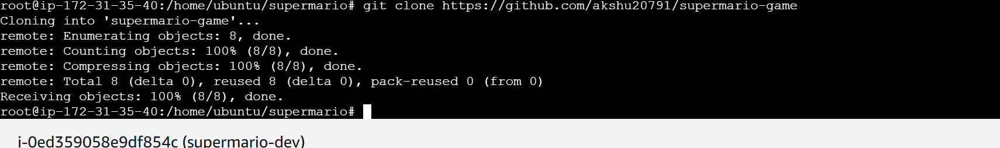 root@ip-172-31-35-40:/home/ubuntu/supermario# git clone https://github.com/akshu20791/supermario-game
Cloning into 'supermario-game'...
remote: Enumerating objects: 8, done.
remote: Counting objects: 100% (8/8), done.
remote: Compressing objects: 100% (8/8), done.
remote: Total 8 (delta 0), reused 8 (delta 0), pack-reused 0 (from 0)
Receiving objects: 100% (8/8), done.
root@ip-172-31-35-40:/home/ubuntu/supermario#
i-0ed359058e9df854c (supermario-dev)